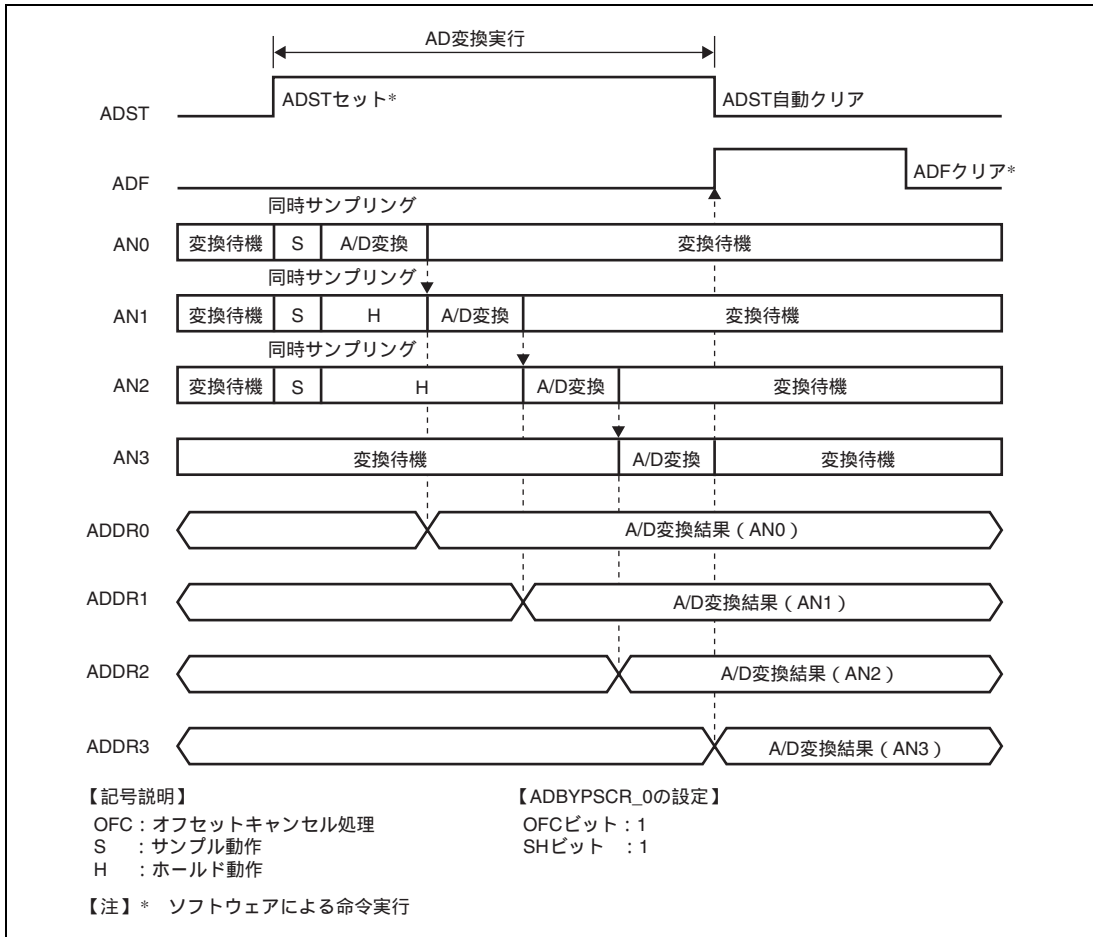 AD変換実行
ADST
ADSTセット*
ADST自動クリア
ADF
ADFクリア*
同時サンプリング
AN0
変換待機
S
A/D変換
変換待機
同時サンプリング
AN1
変換待機
S
H
A/D変換
変換待機
同時サンプリング
AN2
変換待機
S
H
A/D変換
変換待機
AN3
変換待機
A/D変換
変換待機
ADDR0
A/D変換結果（AN0）
ADDR1
A/D変換結果（AN1）
ADDR2
A/D変換結果（AN2）
ADDR3
A/D変換結果（AN3）
【記号説明】
OFC：オフセットキャンセル処理
S ：サンプル動作
H ：ホールド動作
【ADBYPSCR_0の設定】
OFCビット：1
SHビット ：1
【注】* ソフトウェアによる命令実行